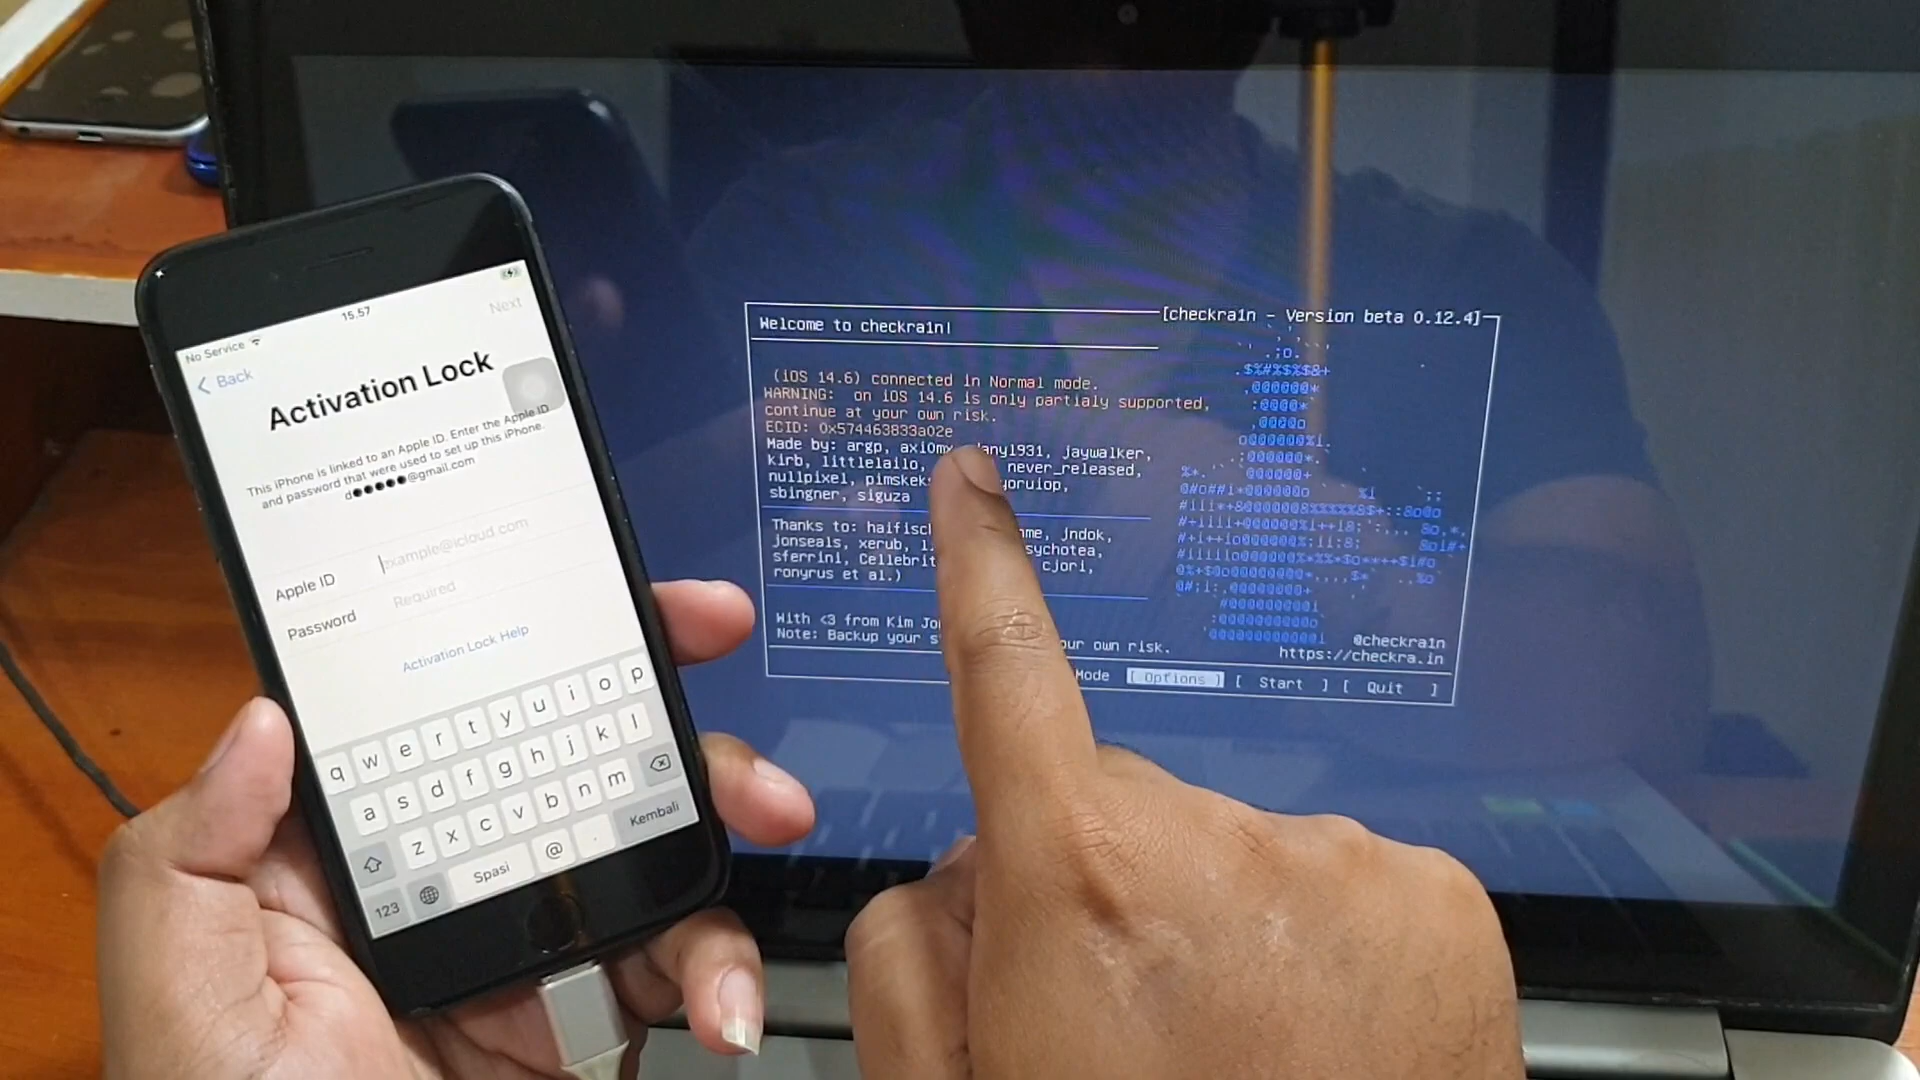 15.57
No Service
Back
Next
Activation Lock
This iPhone is linked to an Apple ID. Enter the Apple ID
and password that were used to set up this iPhone.
d●●●●●@gmail.com
Apple ID example@icloud.com
Password Required
Activation Lock Help
q w e r t y u i o p
a s d f g h j k l
z x c v b n m
123 Spasi @ . Kembali
[checkra1n - Version beta 0.12.4]
Welcome to checkra1n!
(iOS 14.6) connected in Normal mode.
WARNING: on iOS 14.6 is only partialy supported,
continue at your own risk.
ECID: 0x574463833a02e
Made by: argp, axi0mx, danyl931, jaywalker,
kirb, littlelailo, never_released,
nullpixel, pimskeks
sbingner, siguza
Thanks to: jndok,
jonseals, xerub,
sferrini, cjori,
ronyrus et al.)
With <3 from Kim
Note: Backup your own risk.
@checkra1n
https://checkra.in
Mode [ Options ] [ Start ] [ Quit ]